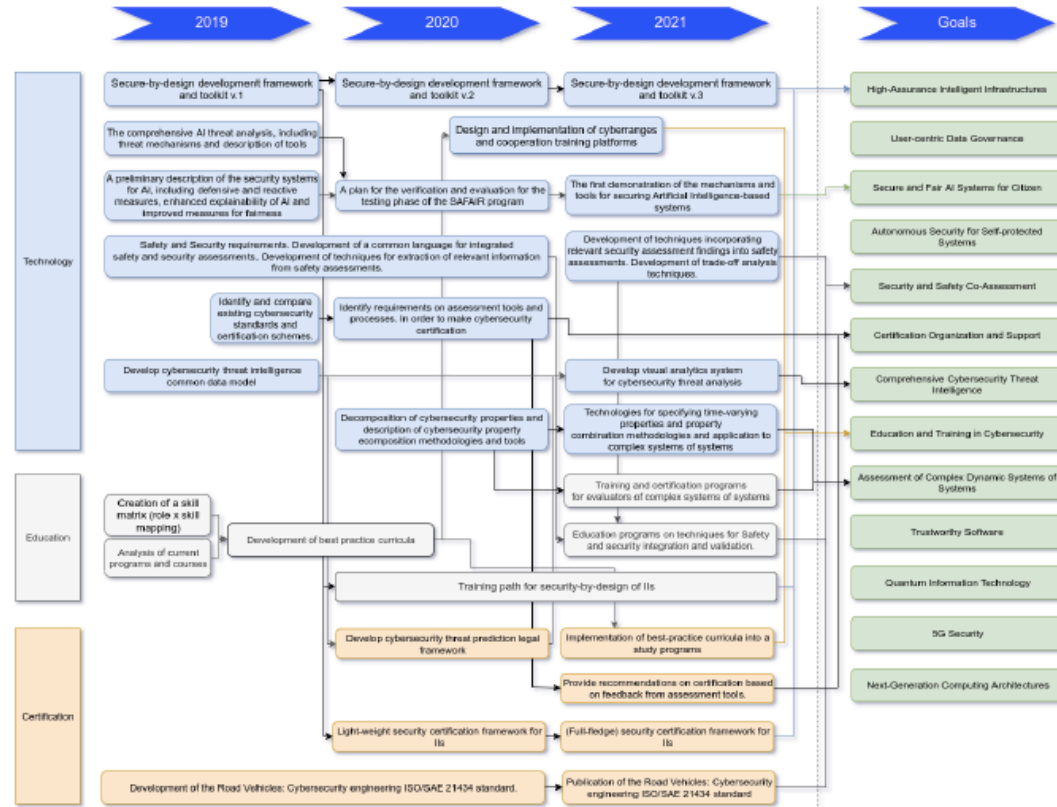 2019
2020
2021
Goals
Technology
Secure-by-design development framework
and toolkit v.1
Secure-by-design development framework
and toolkit v.2
Secure-by-design development framework
and toolkit v.3
The comprehensive AI threat analysis, including
threat mechanisms and description of tools
Design and implementation of cyberranges
and cooperation training platforms
A preliminary description of the security systems
for AI, including defensive and reactive
measures, enhanced explainability of AI and
improved measures for fairness
A plan for the verification and evaluation for the
testing phase of the SAFAIR program
The first demonstration of the mechanisms and
tools for securing Artificial Intelligence-based
systems
Safety and Security requirements. Development of a common language for integrated
safety and security assessments. Development of techniques for extraction of relevant information
from safety assessments.
Development of techniques incorporating
relevant security assessment findings into safety
assessments. Development of trade-off analysis
techniques.
Identify and compare
existing cybersecurity
standards and
certification schemes.
Identify requirements on assessment tools and
processes. In order to make cybersecurity
certification
Develop cybersecurity threat intelligence
common data model
Develop visual analytics system
for cybersecurity threat analysis
Decomposition of cybersecurity properties and
description of cybersecurity property
ecomposition methodologies and tools
Technologies for specifying time-varying
properties and property
combination methodologies and application to
complex systems of systems
Education
Training and certification programs
for evaluators of complex systems of systems
Creation of a skill
matrix (role x skill
mapping)
Analysis of current
programs and courses
Development of best practice curricula
Education programs on techniques for Safety
and security integration and validation.
Training path for security-by-design of IIs
Certification
Develop cybersecurity threat prediction legal
framework
Implementation of best-practice curricula into a
study programs
Provide recommendations on certification based
on feedback from assessment tools.
Light-weight security certification framework for
IIs
(Full-fledge) security certification framework for
IIs
Development of the Road Vehicles: Cybersecurity engineering ISO/SAE 21434 standard.
Publication of the Road Vehicles: Cybersecurity
engineering ISO/SAE 21434 standard
High-Assurance Intelligent Infrastructures
User-centric Data Governance
Secure and Fair AI Systems for Citizen
Autonomous Security for Self-protected
Systems
Security and Safety Co-Assessment
Certification Organization and Support
Comprehensive Cybersecurity Threat
Intelligence
Education and Training in Cybersecurity
Assessment of Complex Dynamic Systems of
Systems
Trustworthy Software
Quantum Information Technology
5G Security
Next-Generation Computing Architectures